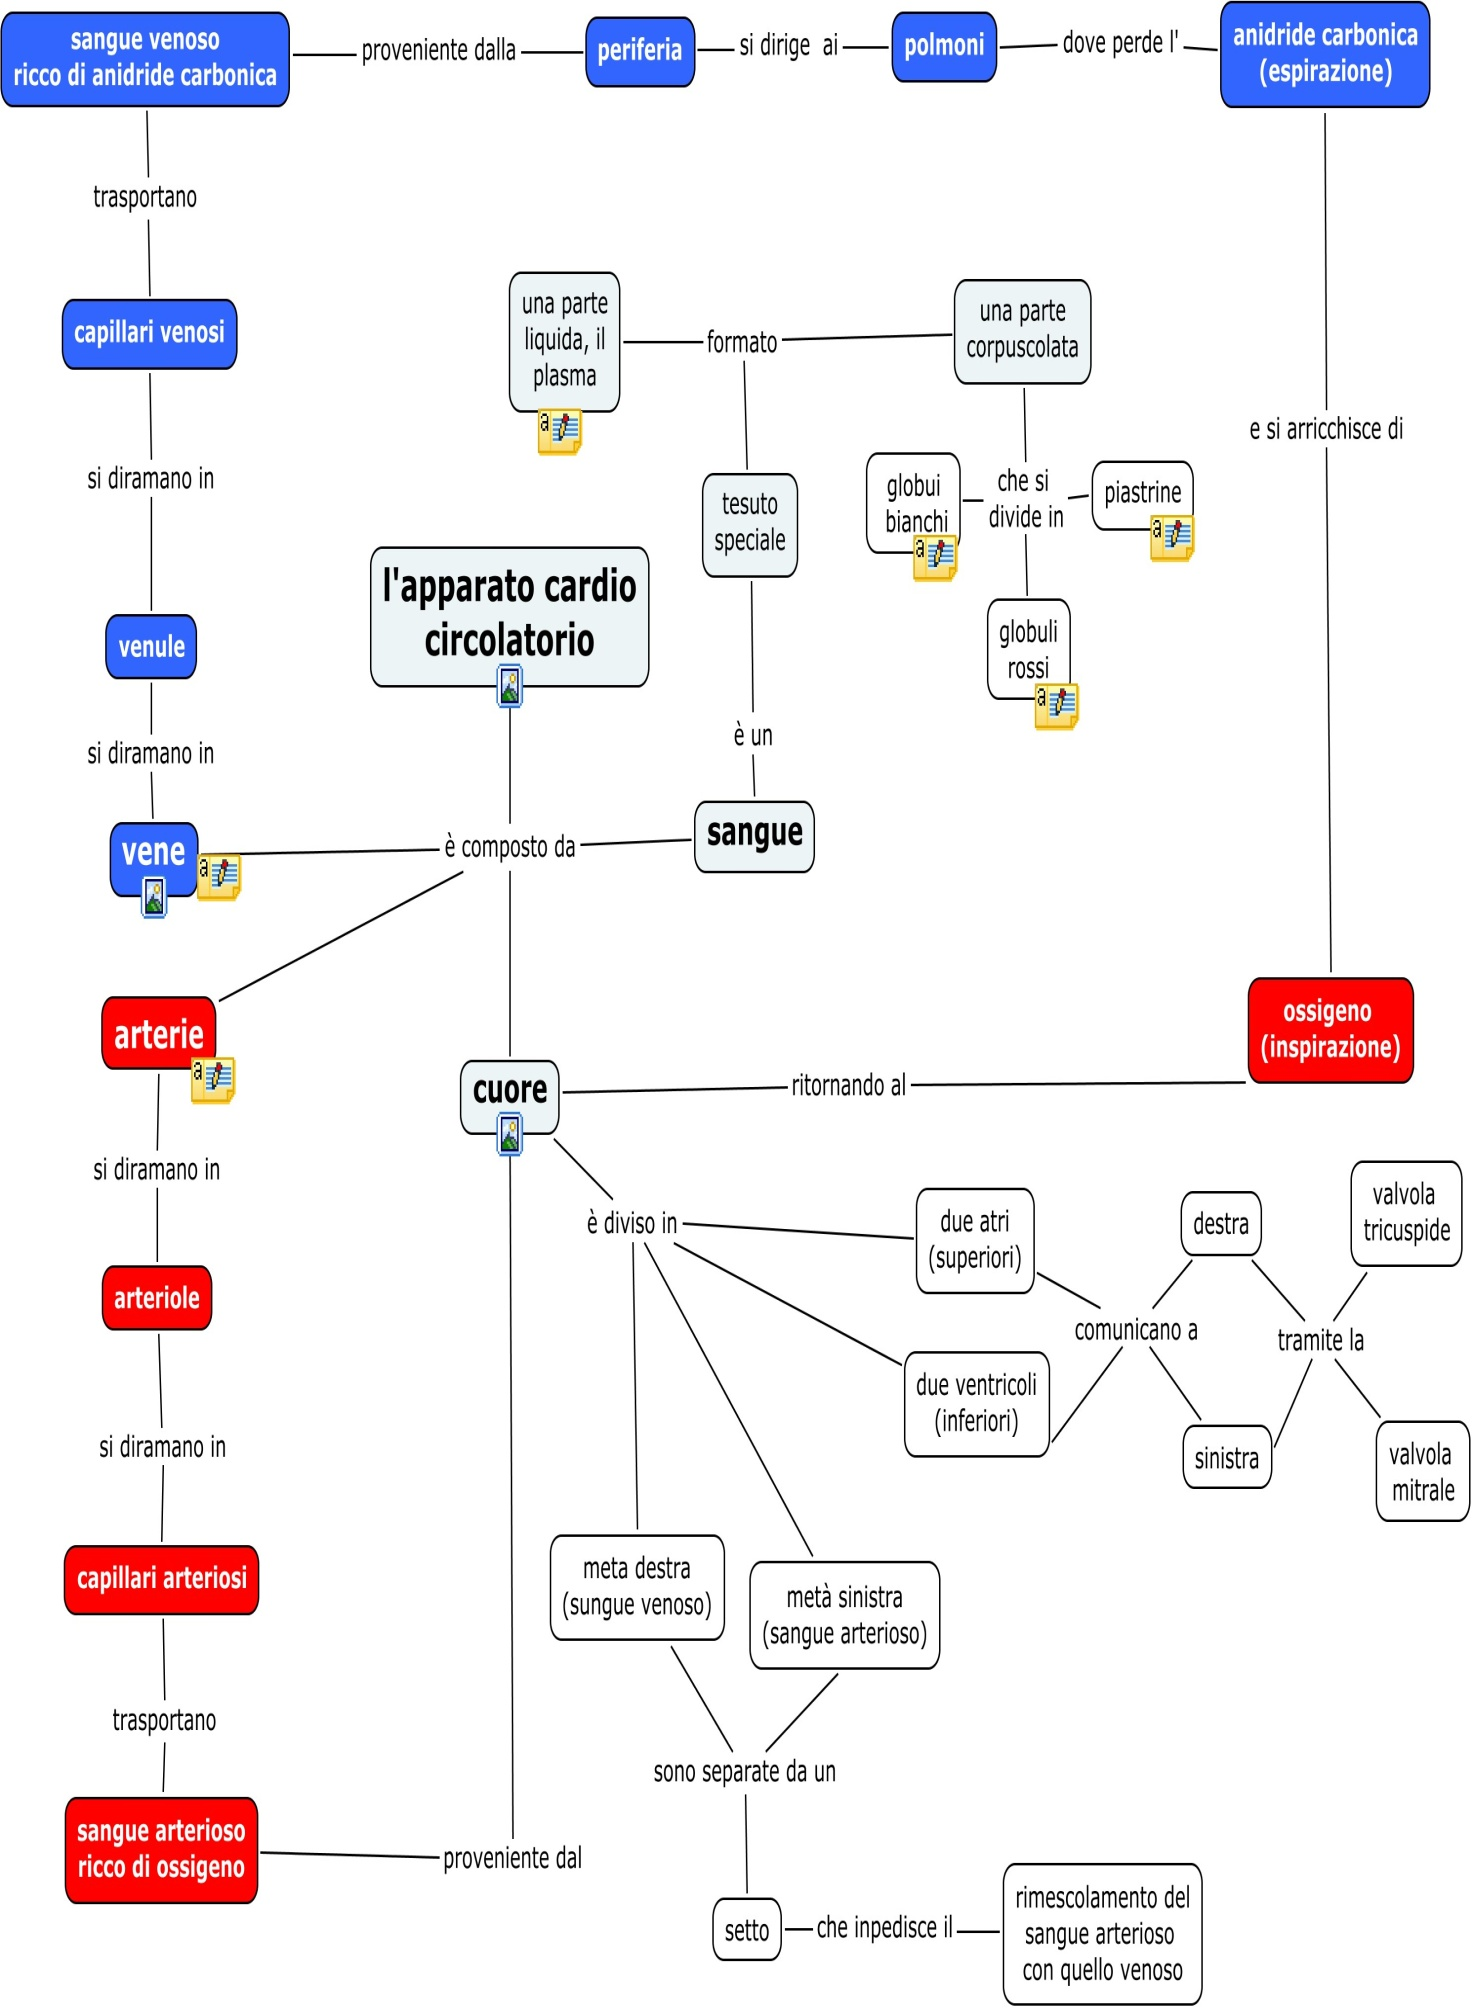 sangue venoso
ricco di anidride carbonica
proveniente dalla
periferia
si dirige ai
polmoni
dove perde l'
anidride carbonica
(espirazione)
trasportano
capillari venosi
si diramano in
venule
si diramano in
vene
a
una parte
liquida, il
plasma
a
formato
una parte
corpuscolata
tesuto
speciale
globui
bianchi
a
che si
divide in
piastrine
a
globuli
rossi
a
e si arricchisce di
l'apparato cardio
circolatorio
è un
è composto da
sangue
arterie
a
cuore
ritornando al
ossigeno
(inspirazione)
si diramano in
arteriole
si diramano in
capillari arteriosi
trasportano
sangue arterioso
ricco di ossigeno
proveniente dal
è diviso in
due atri
(superiori)
due ventricoli
(inferiori)
comunicano a
destra
sinistra
tramite la
valvola
tricuspide
valvola
mitrale
meta destra
(sungue venoso)
metà sinistra
(sangue arterioso)
sono separate da un
setto
che inpedisce il
rimescolamento del
sangue arterioso
con quello venoso